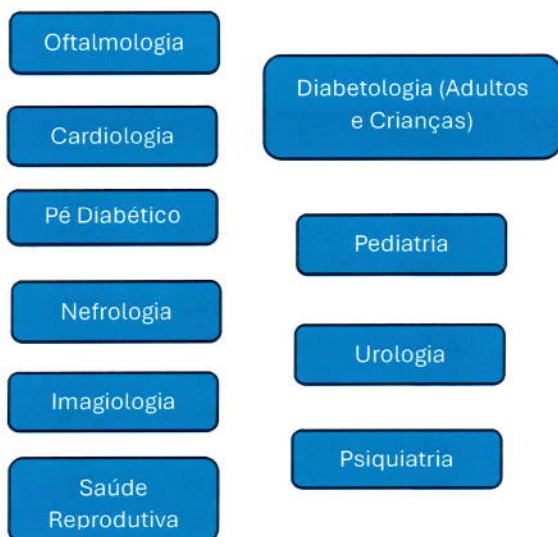 Oftalmologia
Cardiologia
Pé Diabético
Nefrologia
Imagiologia
Saúde
Reprodutiva
Diabetologia (Adultos
e Crianças)
Pediatria
Urologia
Psiquiatria